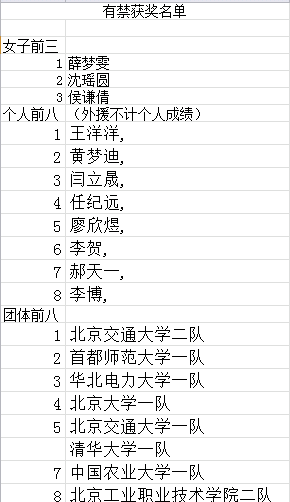 有禁获奖名单
女子前三
1 薛梦雯
2 沈瑶圆
3 侯谦倩
个人前八 (外援不计个人成绩)
1 王洋洋,
2 黄梦迪,
3 闫立晟,
4 任纪远,
5 廖欣煜,
6 李贺,
7 郝天一,
8 李博,
团体前八
1 北京交通大学二队
2 首都师范大学一队
3 华北电力大学一队
4 北京大学一队
5 北京交通大学一队
清华大学一队
7 中国农业大学一队
8 北京工业职业技术学院二队